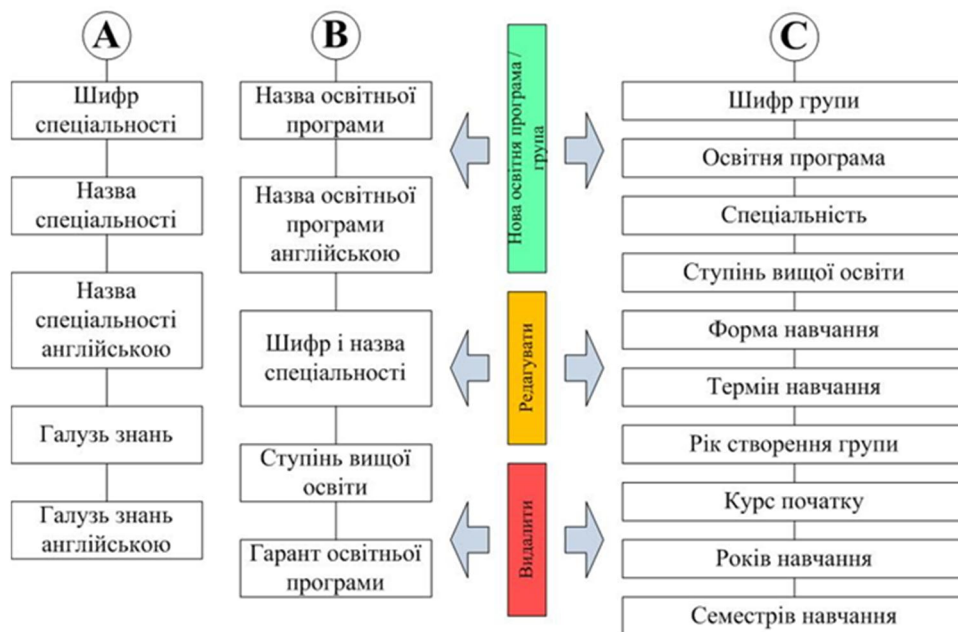 A
Шифр
спеціальності
Назва
спеціальності
Назва
спеціальності
англійською
Галузь знань
Галузь знань
англійською
B
Назва освітньої
програми
Назва освітньої
програми
англійською
Шифр і назва
спеціальності
Ступінь вищої
освіти
Гарант освітньої
програми
Нова освітня програма /
група
Редагувати
Видалити
C
Шифр групи
Освітня програма
Спеціальність
Ступінь вищої освіти
Форма навчання
Термін навчання
Рік створення групи
Курс початку
Років навчання
Семестрів навчання